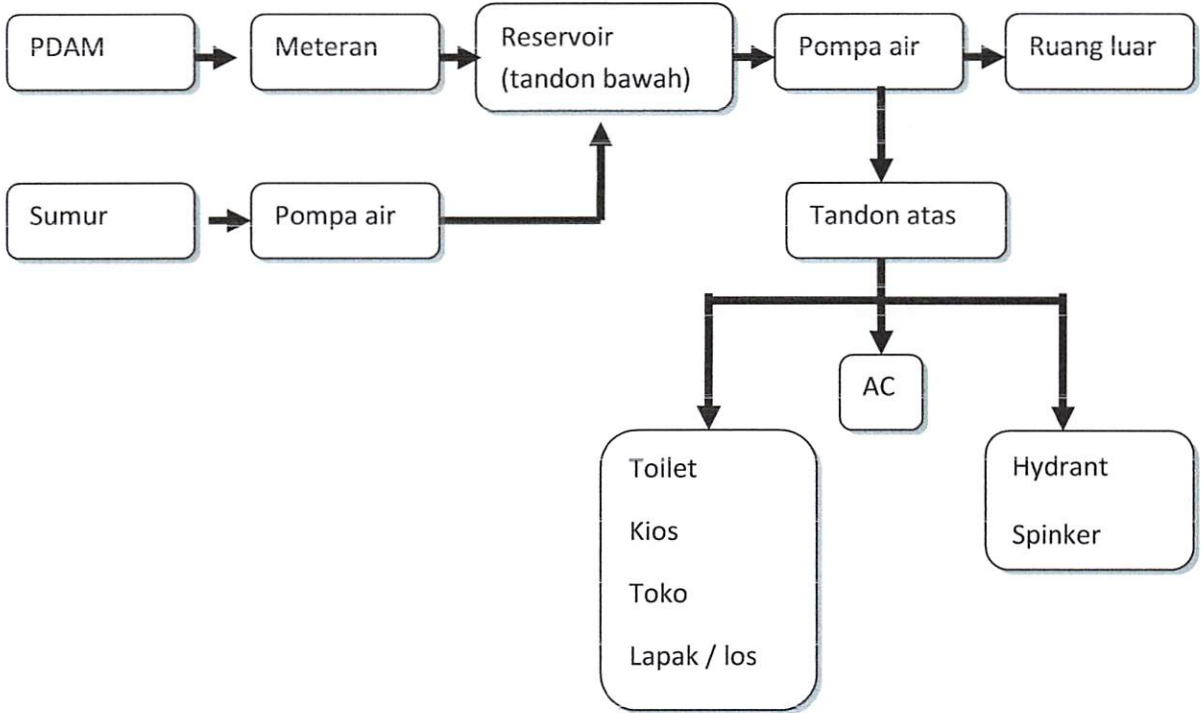 PDAM
Meteran
Reservoir
(tandon bawah)
Pompa air
Ruang luar
Sumur
Pompa air
Tandon atas
AC
Toilet
Kios
Toko
Lapak / los
Hydrant
Spinker